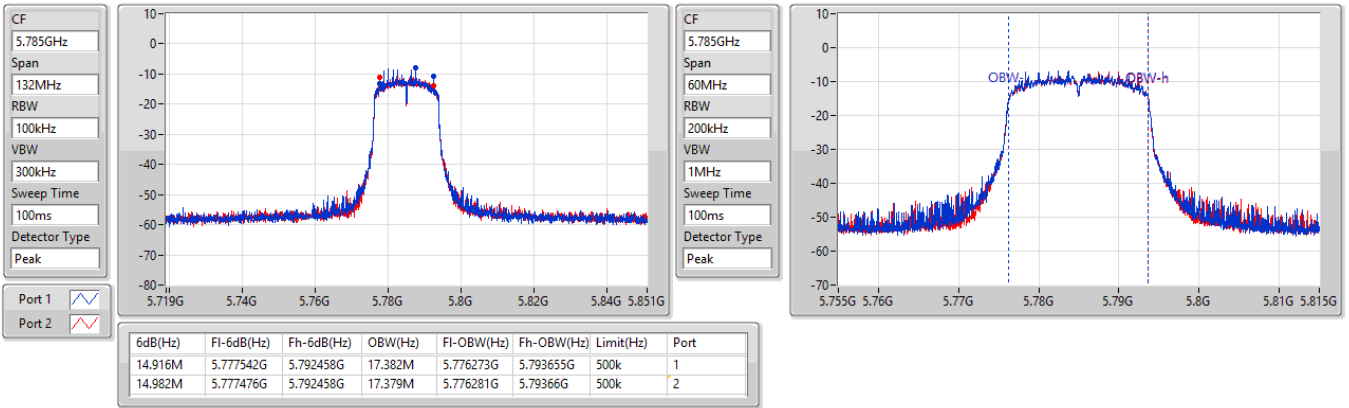 CF
5.785GHz
Span
132MHz
RBW
100kHz
VBW
300kHz
Sweep Time
100ms
Detector Type
Peak
Port 1
Port 2
10
0
-10
-20
-30
-40
-50
-60
-70
-80
5.719G 5.74G 5.76G 5.78G 5.8G 5.82G 5.84G 5.851G
CF
5.785GHz
Span
60MHz
RBW
200kHz
VBW
1MHz
Sweep Time
100ms
Detector Type
Peak
10
0
-10
-20
-30
-40
-50
-60
-70
OBW-l OBW-h
5.755G 5.76G 5.77G 5.78G 5.79G 5.8G 5.81G 5.815G
6dB(Hz) Fl-6dB(Hz) Fh-6dB(Hz) OBW(Hz) Fl-OBW(Hz) Fh-OBW(Hz) Limit(Hz) Port
14.916M 5.777542G 5.792458G 17.382M 5.776273G 5.793655G 500k 1
14.982M 5.777476G 5.792458G 17.379M 5.776281G 5.79366G 500k 2